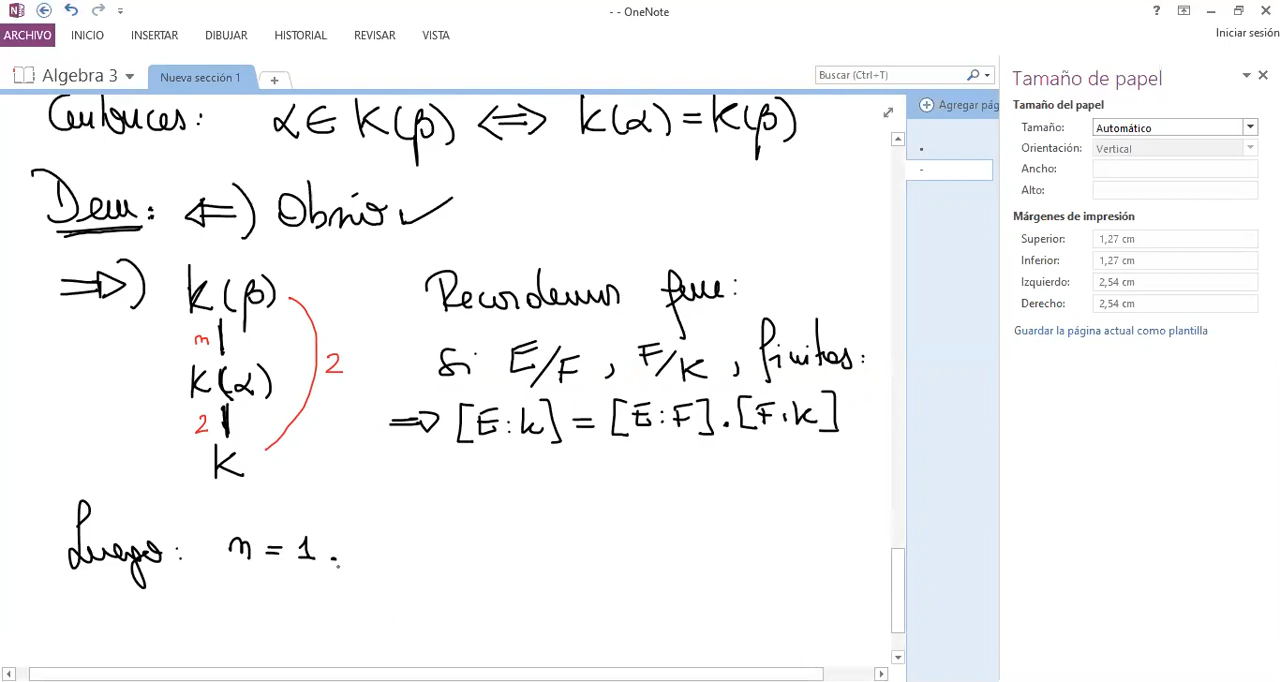 - - OneNote
? 
ARCHIVO INICIO INSERTAR DIBUJAR HISTORIAL REVISAR VISTA
Iniciar sesión
Algebra 3 Nueva sección 1 +
Buscar (Ctrl+T)
Agregar pág
.
-
Tamaño de papel
Tamaño del papel
Tamaño: Automático
Orientación: Vertical
Ancho:
Alto:
Márgenes de impresión
Superior: 1,27 cm
Inferior: 1,27 cm
Izquierdo: 2,54 cm
Derecho: 2,54 cm
Guardar la página actual como plantilla
Entonces: α ∈ K(β) ⟺ K(α) = K(β)
Dem: ⇐) Obvio ✓
⇒) K(β)
n
K(α)
2
K
2
Recordemos que:
Si E/F, F/K, finitas:
⇒ [E:K] = [E:F].[F:K]
Luego: n = 1.